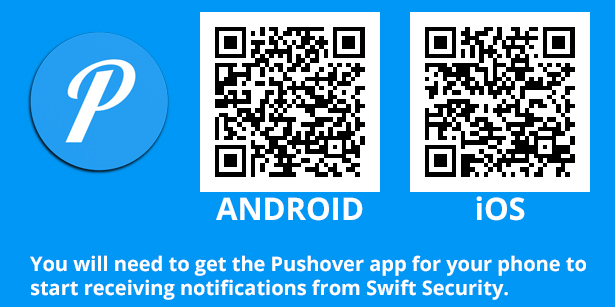 P
ANDROID
iOS
You will need to get the Pushover app for your phone to
start receiving notifications from Swift Security.